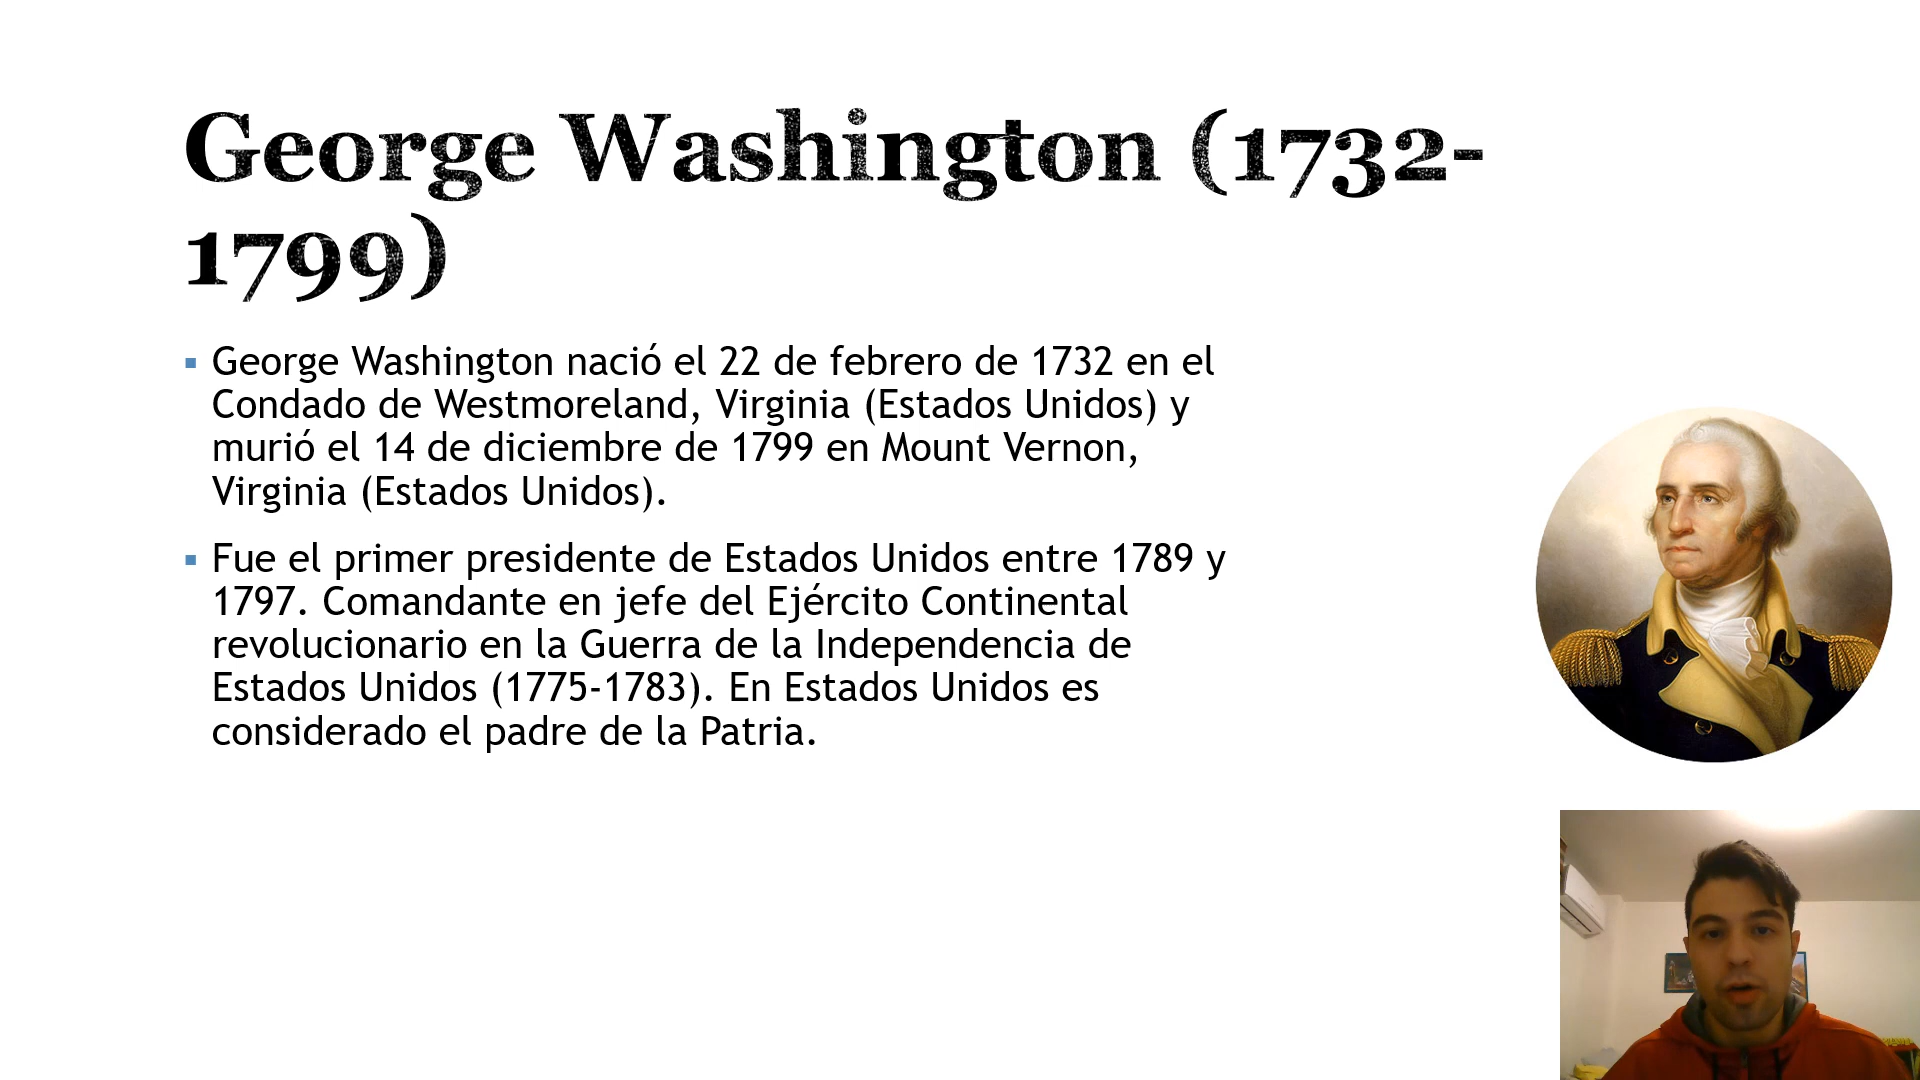 George Washington (1732-
1799)
▪ George Washington nació el 22 de febrero de 1732 en el
Condado de Westmoreland, Virginia (Estados Unidos) y
murió el 14 de diciembre de 1799 en Mount Vernon,
Virginia (Estados Unidos).
▪ Fue el primer presidente de Estados Unidos entre 1789 y
1797. Comandante en jefe del Ejército Continental
revolucionario en la Guerra de la Independencia de
Estados Unidos (1775-1783). En Estados Unidos es
considerado el padre de la Patria.